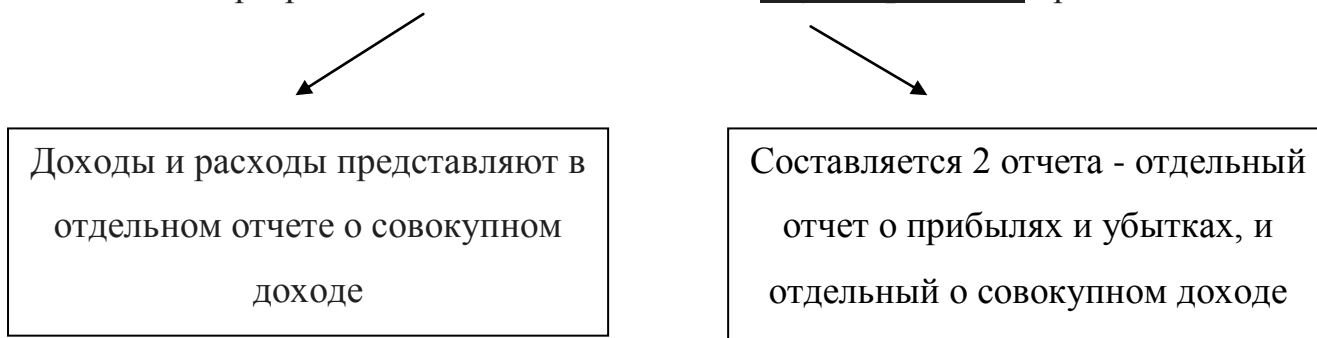 Доходы и расходы представляют в
отдельном отчете о совокупном
доходе
Составляется 2 отчета - отдельный
отчет о прибылях и убытках, и
отдельный о совокупном доходе